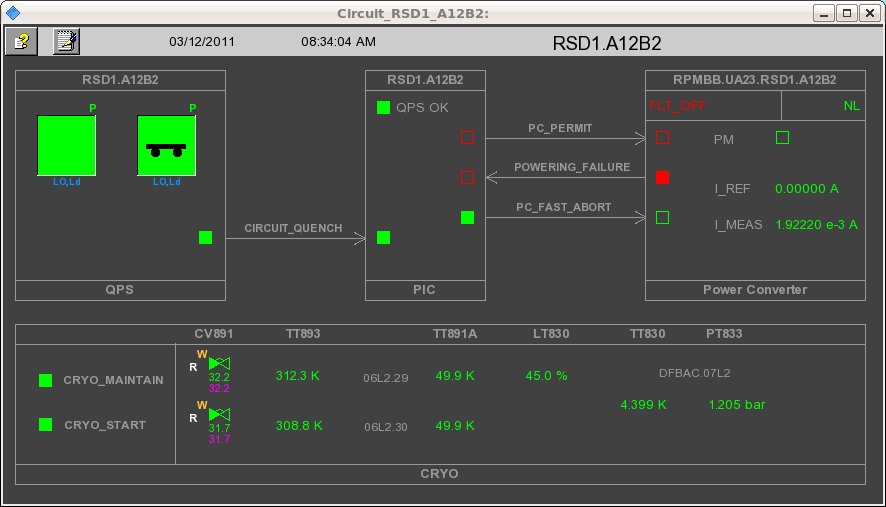 Circuit_RSD1_A12B2:
03/12/2011 08:34:04 AM RSD1.A12B2
RSD1.A12B2
P P
LO,Ld LO,Ld
QPS
CIRCUIT_QUENCH
RSD1.A12B2
QPS OK
PIC
PC_PERMIT
POWERING_FAILURE
PC_FAST_ABORT
RPMBB.UA23.RSD1.A12B2
FLT_OFF NL
PM
I_REF 0.00000 A
I_MEAS 1.92220 e-3 A
Power Converter
CV891 TT893 TT891A LT830 TT830 PT833
CRYO_MAINTAIN W R 32.2 32.2 312.3 K 06L2.29 49.9 K 45.0 % DFBAC.07L2
4.399 K 1.205 bar
CRYO_START W R 31.7 31.7 308.8 K 06L2.30 49.9 K
CRYO